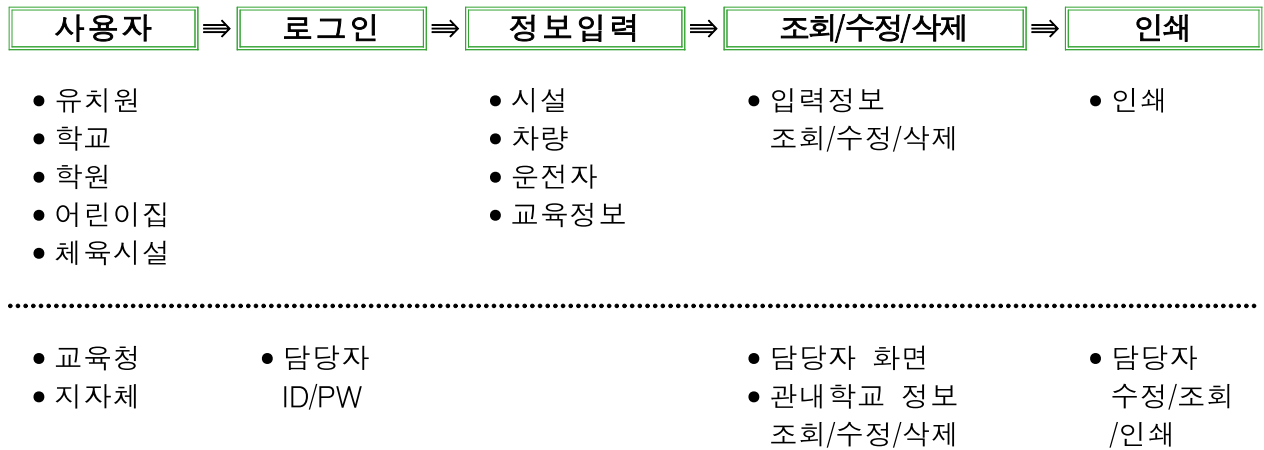 사용자 ⇛ 로그인 ⇛ 정보입력 ⇛ 조회/수정/삭제 ⇛ 인쇄
● 유치원
● 학교
● 학원
● 어린이집
● 체육시설
● 시설
● 차량
● 운전자
● 교육정보
● 입력정보
조회/수정/삭제
● 인쇄
● 교육청
● 지자체
● 담당자
ID/PW
● 담당자 화면
● 관내학교 정보
조회/수정/삭제
● 담당자
수정/조회
/인쇄